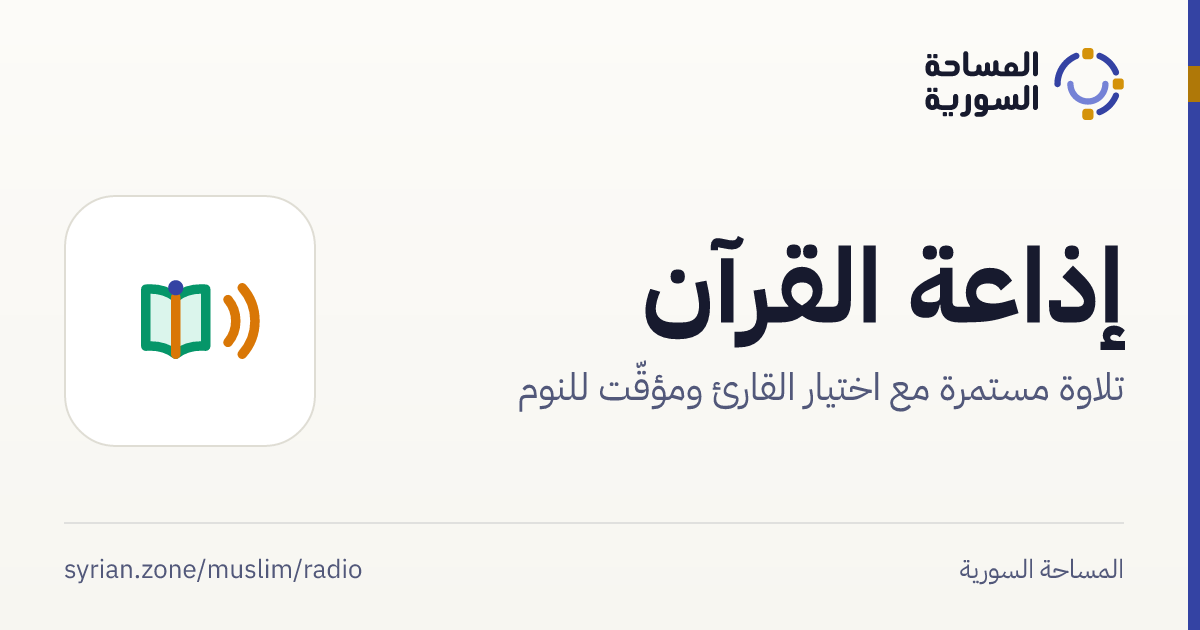 المساحة
السورية
إذاعة القرآن
تلاوة مستمرة مع اختيار القارئ ومؤقّت للنوم
المساحة السورية
syrian.zone/muslim/radio